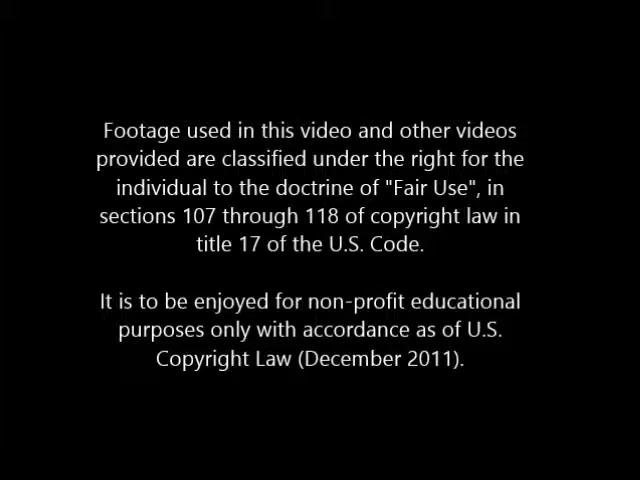 Footage used in this video and other videos
provided are classified under the right for the
individual to the doctrine of "Fair Use", in
sections 107 through 118 of copyright law in
title 17 of the U.S. Code.
It is to be enjoyed for non-profit educational
purposes only with accordance as of U.S.
Copyright Law (December 2011).